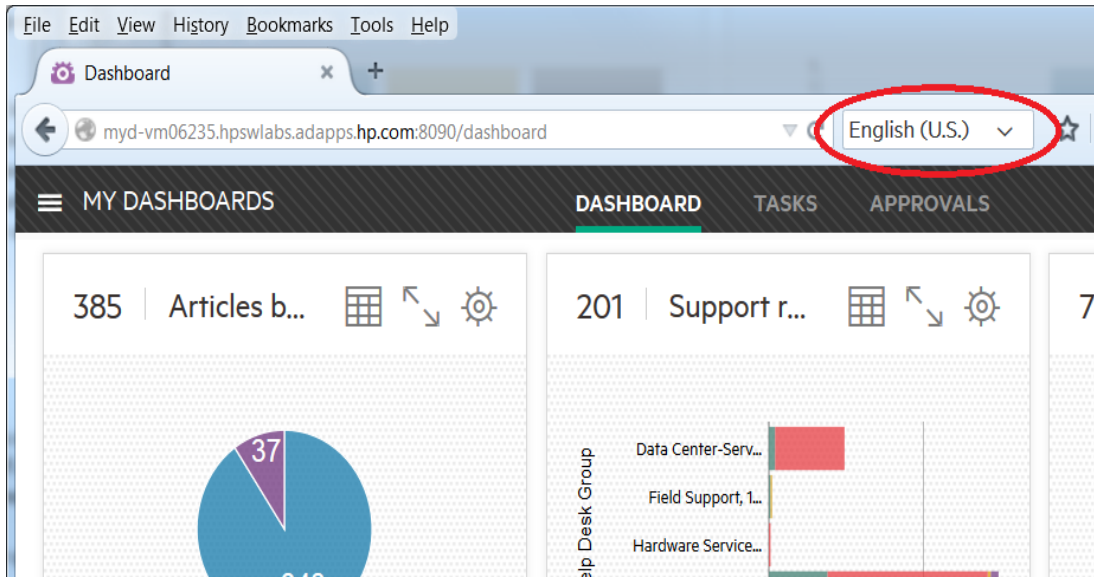 File Edit View History Bookmarks Tools Help
Dashboard
myd-vm06235.hpswlabs.adapps.hp.com:8090/dashboard
English (U.S.)
MY DASHBOARDS
DASHBOARD TASKS APPROVALS
385 Articles b...
201 Support r...
7
37
Data Center-Serv...
Field Support, 1...
Hardware Service...
Desk Group